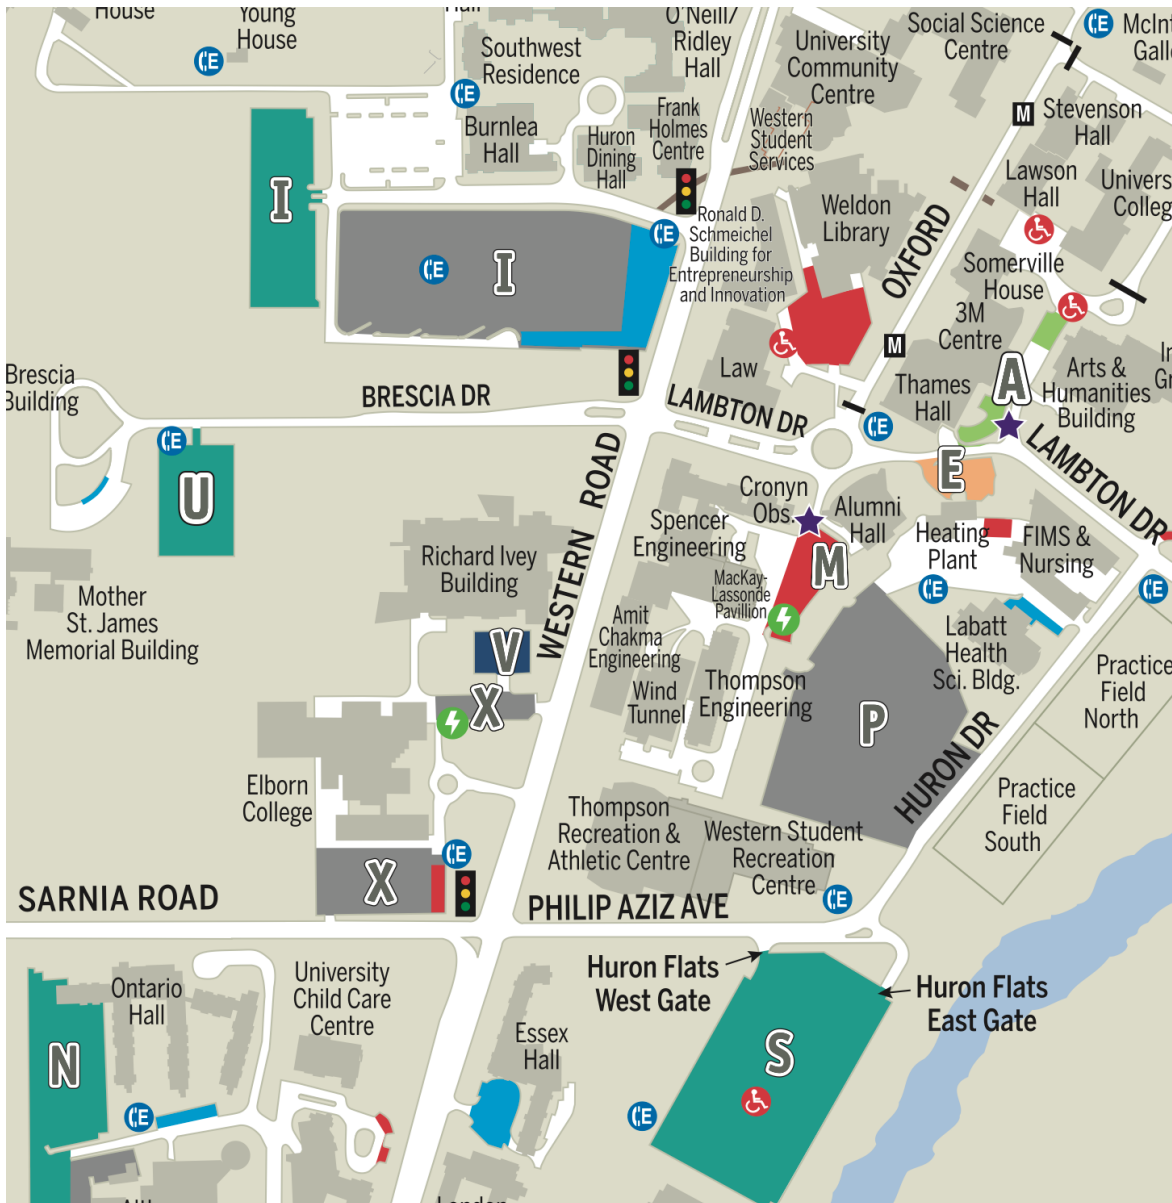 House
Young
House
Hall
Southwest
Residence
O'Neill/
Ridley
Hall
University
Community
Centre
Social Science
Centre
Stevenson
Hall
Burnlea
Hall
Huron
Dining
Hall
Frank
Holmes
Centre
Western
Student
Services
Lawson
Hall
M
Weldon
Library
OXFORD
Ronald D.
Schmeichel
Building for
Entrepreneurship
and Innovation
Somerville
House
3M
Centre
I
I
E
E
E
E
E
M
Brescia
Building
BRESCIA DR
Law
LAMBTON DR
Thames
Hall
A
Arts &
Humanities
Building
E
E
U
WESTERN ROAD
Cronyn
Obs.
Alumni
Hall
E
LAMBTON DR
Spencer
Engineering
M
Heating
Plant
FIMS &
Nursing
Richard Ivey
Building
MacKay-
Lassonde
Pavillion
E
E
Mother
St. James
Memorial Building
Amit
Chakma
Engineering
Labatt
Health
Sci. Bldg.
V
X
Wind
Tunnel
Thompson
Engineering
P
Practice
Field
North
HURON DR
Elborn
College
Practice
Field
South
Thompson
Recreation &
Athletic Centre
Western Student
Recreation
Centre
X
E
E
SARNIA ROAD
PHILIP AZIZ AVE
Huron Flats
West Gate
Huron Flats
East Gate
Ontario
Hall
University
Child Care
Centre
Essex
Hall
N
S
E
E